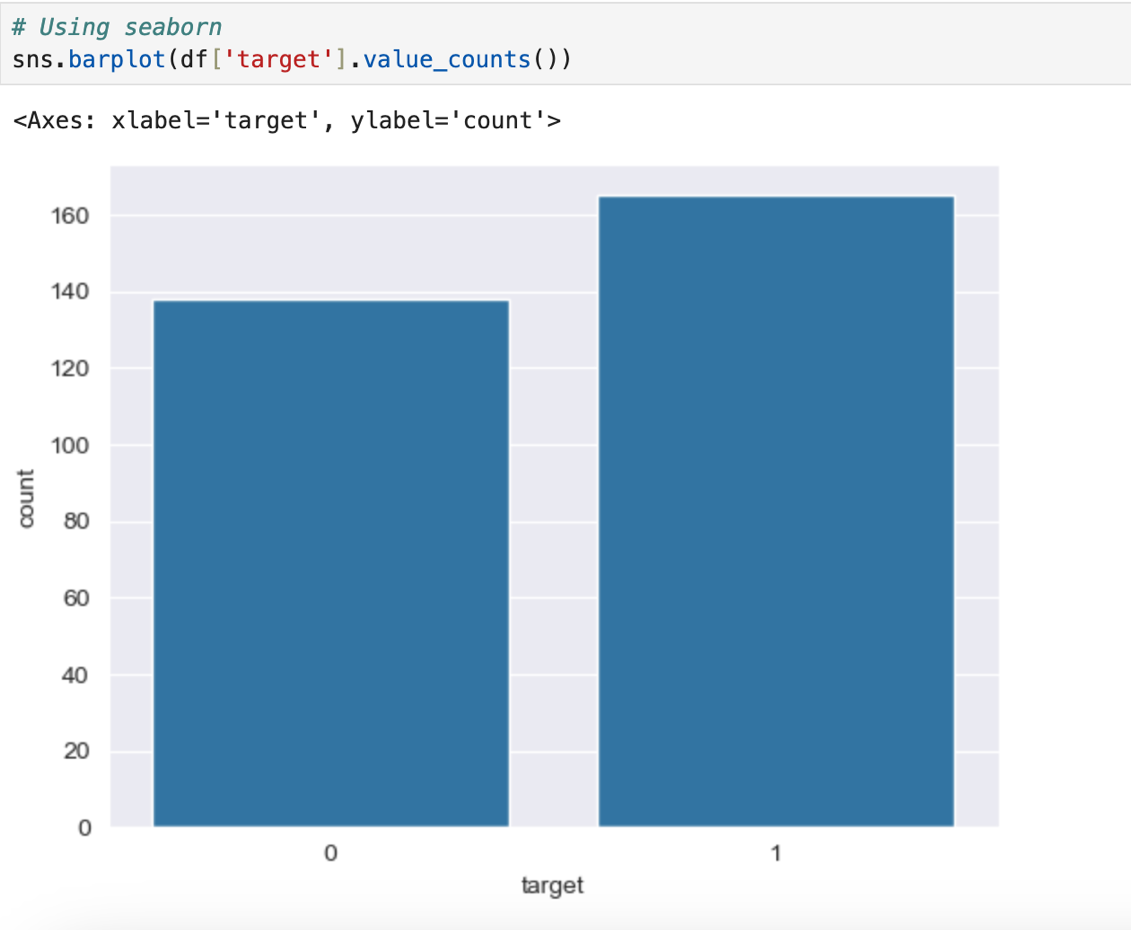 # Using seaborn
sns.barplot(df['target'].value_counts())
<Axes: xlabel='target', ylabel='count'>
160
140
120
100
80
60
40
20
0
count
0 1
target